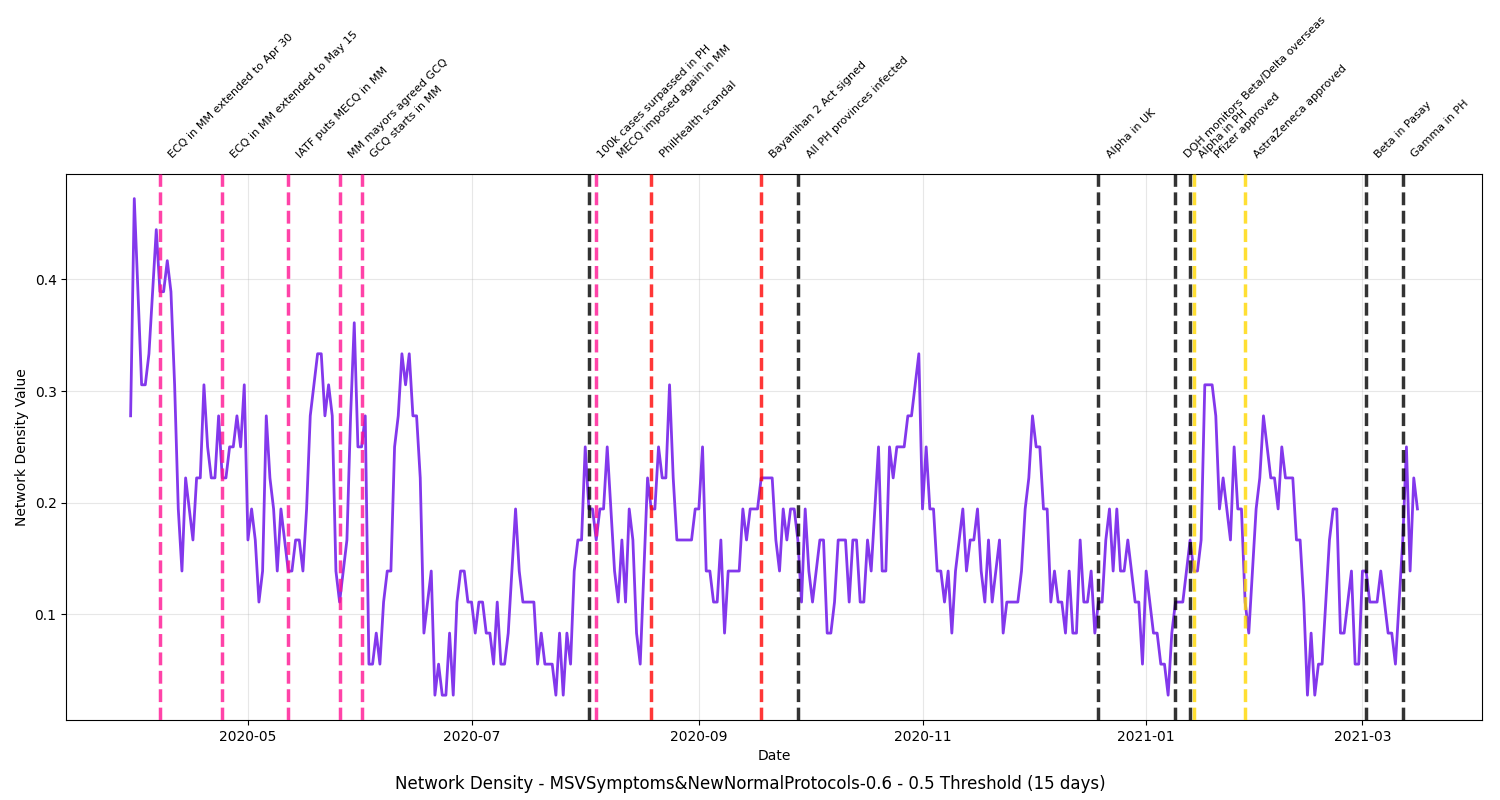 ECQ in MM extended to Apr 30
ECQ in MM extended to May 15
IATF puts MECQ in MM
MM mayors agreed GCQ
GCQ starts in MM
100k cases surpassed in PH
MECQ imposed again in MM
PhilHealth scandal
Bayanihan 2 Act signed
All PH provinces infected
Alpha in UK
DOH monitors Beta/Delta overseas
Alpha in PH
Pfizer approved
AstraZeneca approved
Beta in Pasay
Gamma in PH
Network Density Value
0.4
0.3
0.2
0.1
2020-05
2020-07
2020-09
2020-11
2021-01
2021-03
Date
Network Density - MSVSymptoms&NewNormalProtocols-0.6 - 0.5 Threshold (15 days)